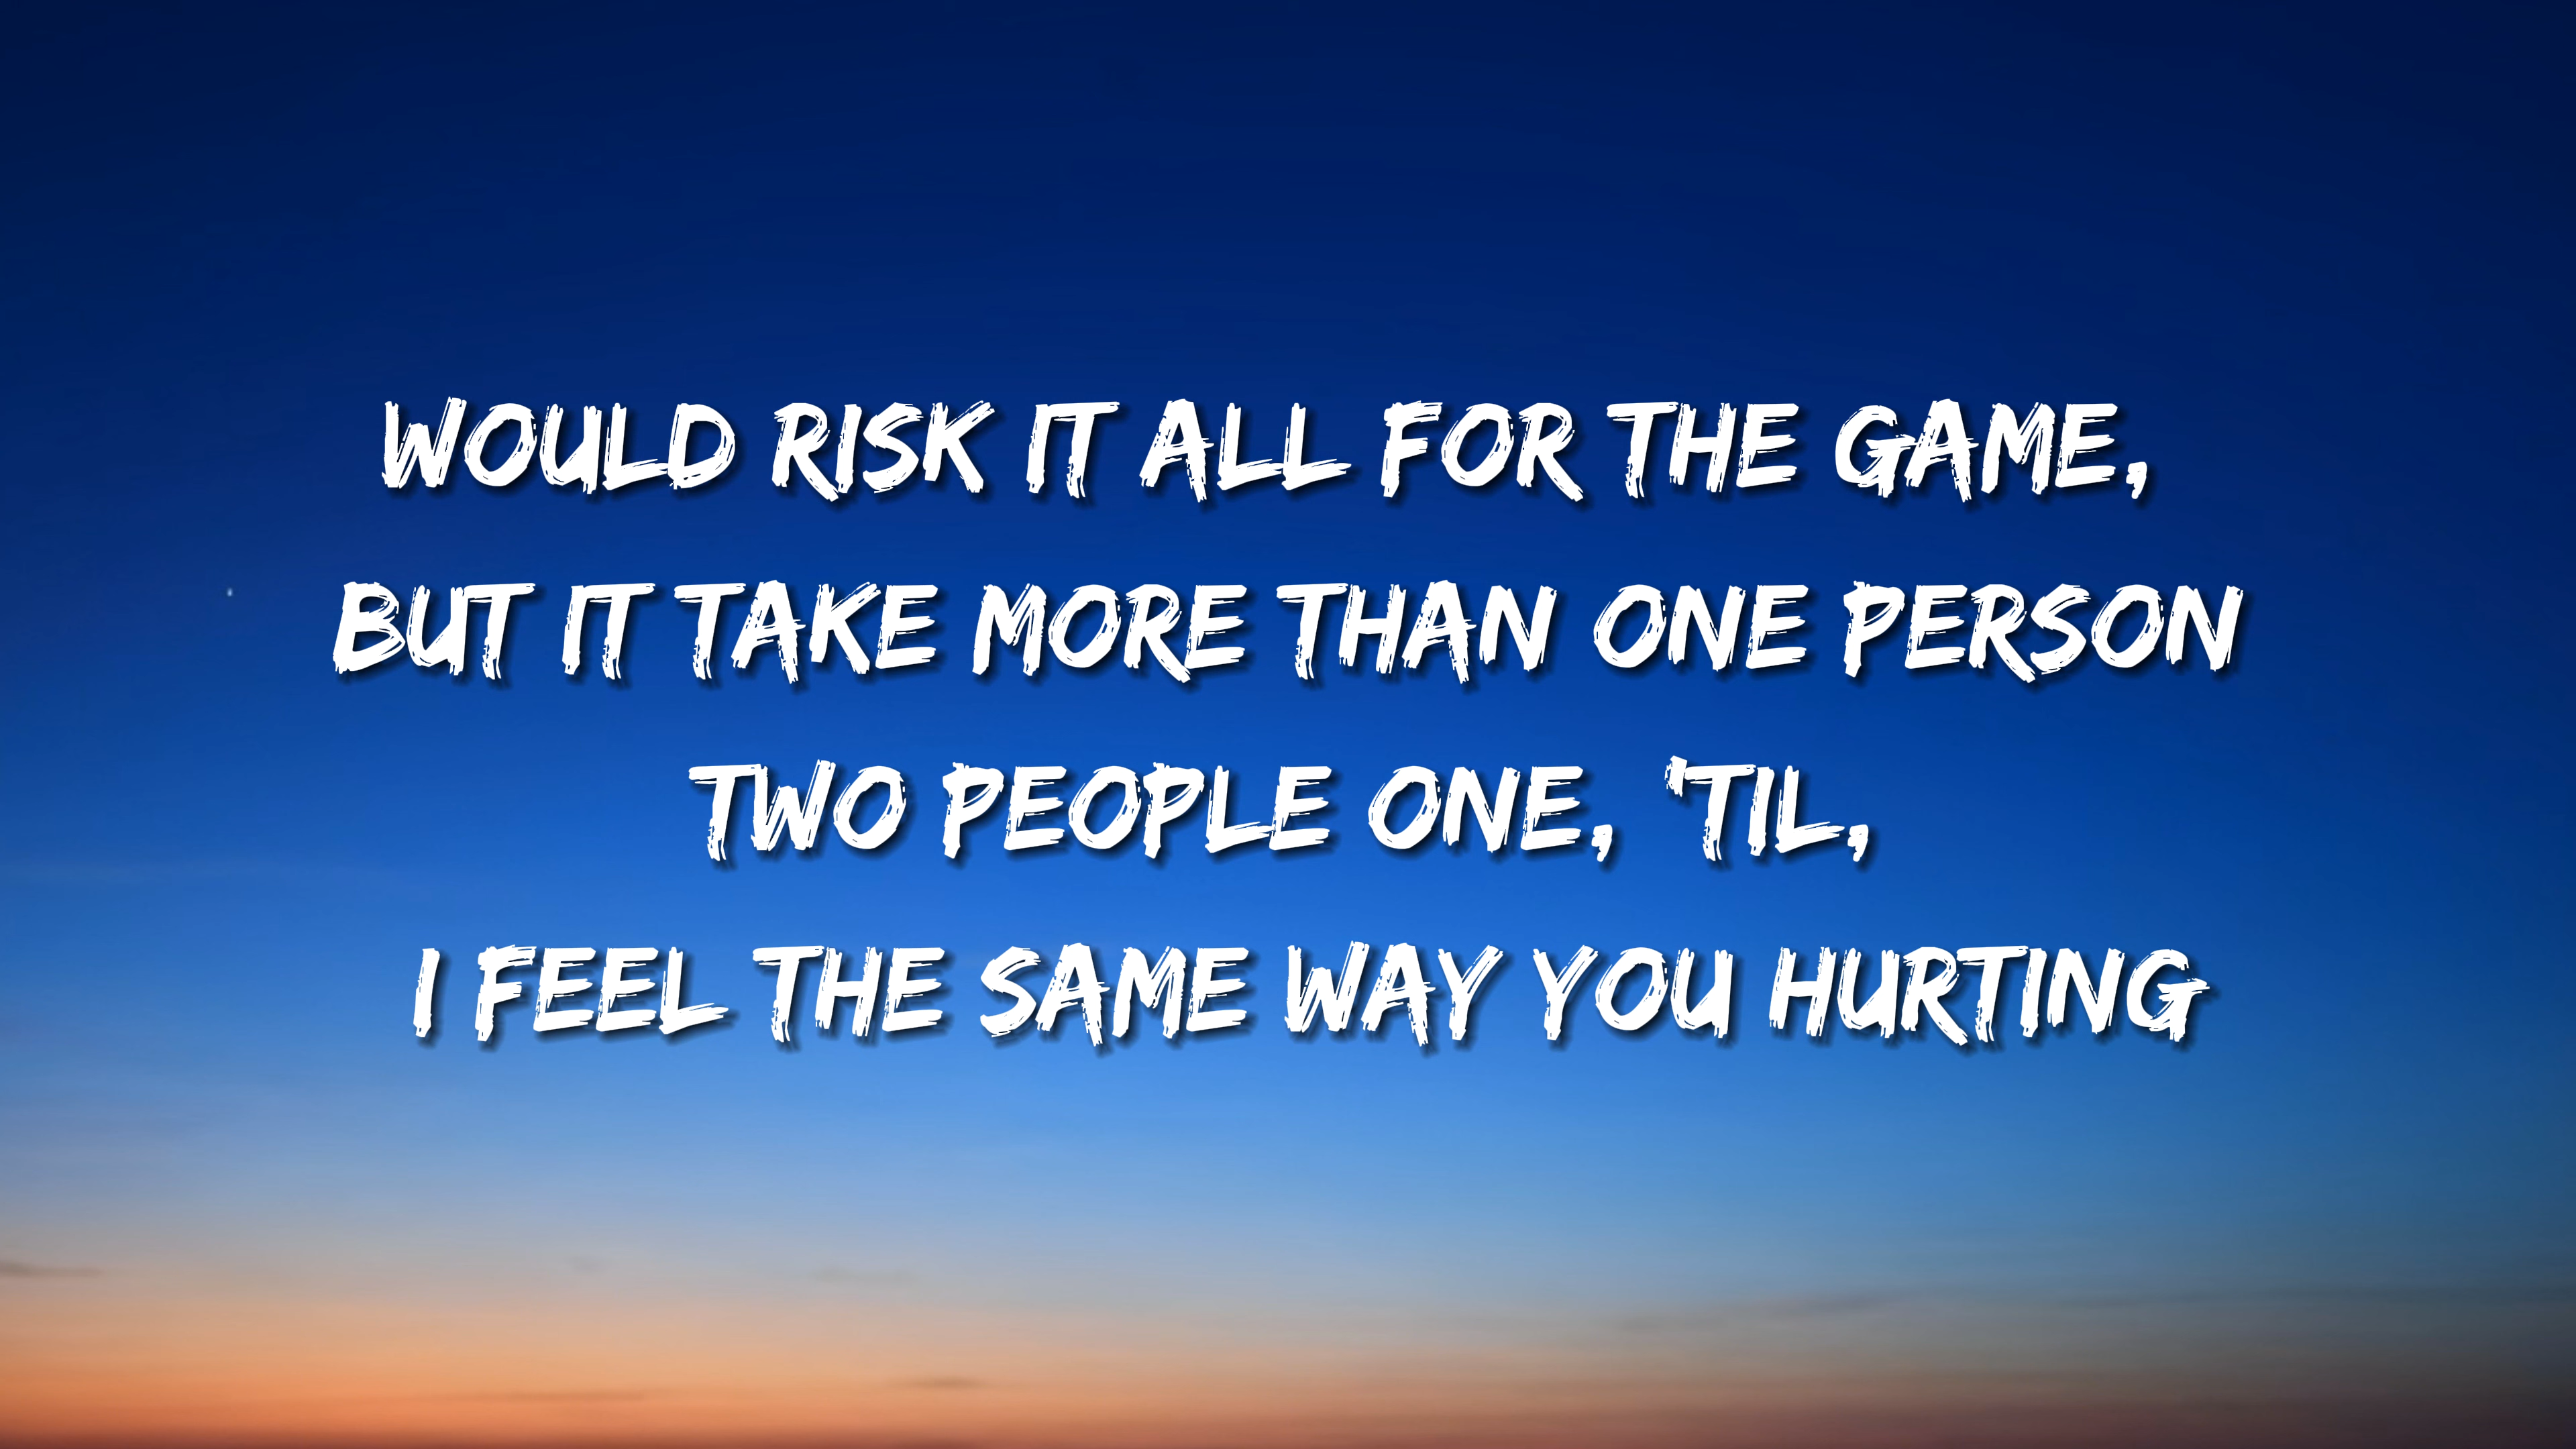 WOULD RISK IT ALL FOR THE GAME,
BUT IT TAKE MORE THAN ONE PERSON
TWO PEOPLE ONE, 'TIL,
I FEEL THE SAME WAY YOU HURTING